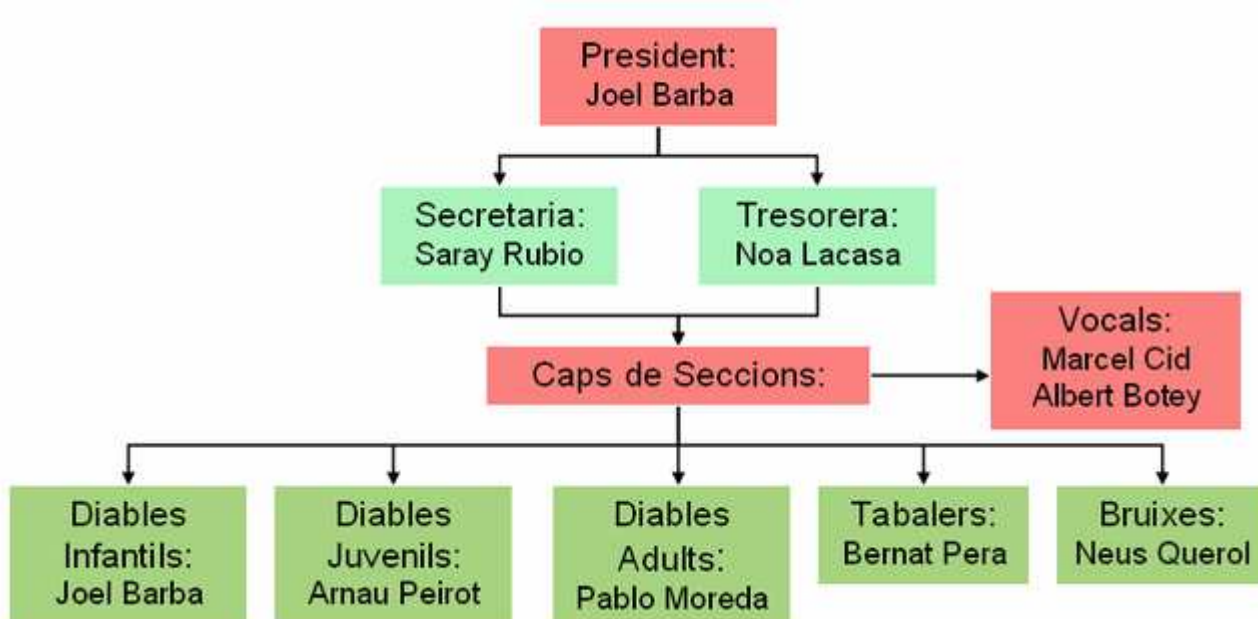 President:
Joel Barba
Secretaria:
Saray Rubio
Tresorera:
Noa Lacasa
Caps de Seccions:
Vocals:
Marcel Cid
Albert Botey
Diables
Infantils:
Joel Barba
Diables
Juvenils:
Arnau Peirot
Diables
Adults:
Pablo Moreda
Tabalers:
Bernat Pera
Bruixes:
Neus Querol